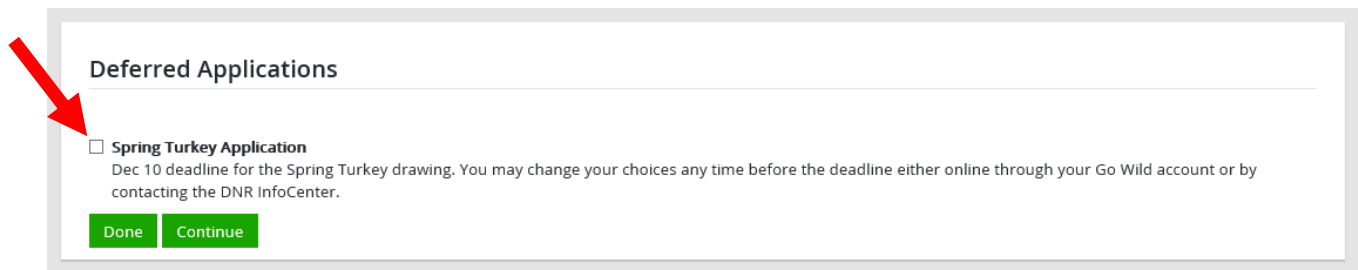 Deferred Applications
Spring Turkey Application
Dec 10 deadline for the Spring Turkey drawing. You may change your choices any time before the deadline either online through your Go Wild account or by
contacting the DNR InfoCenter.
Done Continue